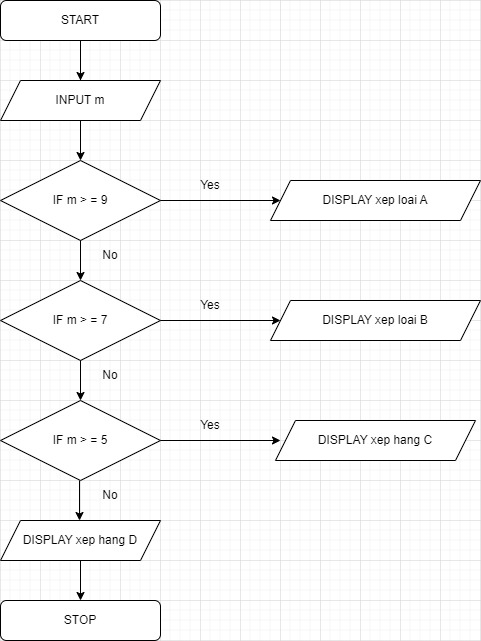 START
INPUT m
IF m > = 9
Yes
DISPLAY xep loai A
No
IF m > = 7
Yes
DISPLAY xep loai B
No
IF m > = 5
Yes
DISPLAY xep hang C
No
DISPLAY xep hang D
STOP